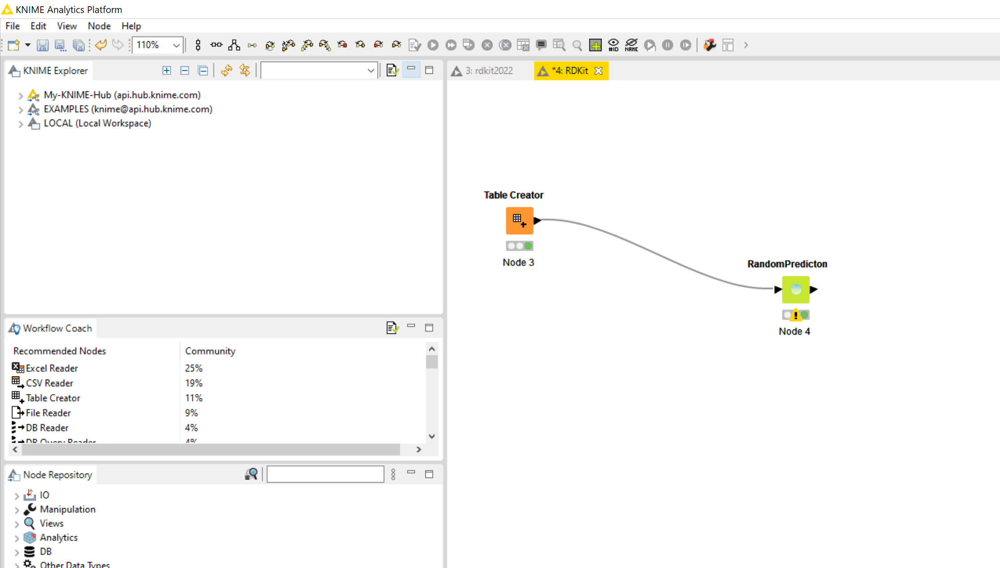 KNIME Analytics Platform
File Edit View Node Help
110%
#ID NAME
KNIME Explorer
My-KNIME-Hub (api.hub.knime.com)
EXAMPLES (knime@api.hub.knime.com)
LOCAL (Local Workspace)
3: rdkit2022
*4: RDKit
Table Creator
Node 3
RandomPredicton
Node 4
Workflow Coach
Recommended Nodes Community
Excel Reader 25%
CSV Reader 19%
Table Creator 11%
File Reader 9%
DB Reader 4%
DB Query Reader 4%
Node Repository
IO
Manipulation
Views
Analytics
DB
Other Data Types